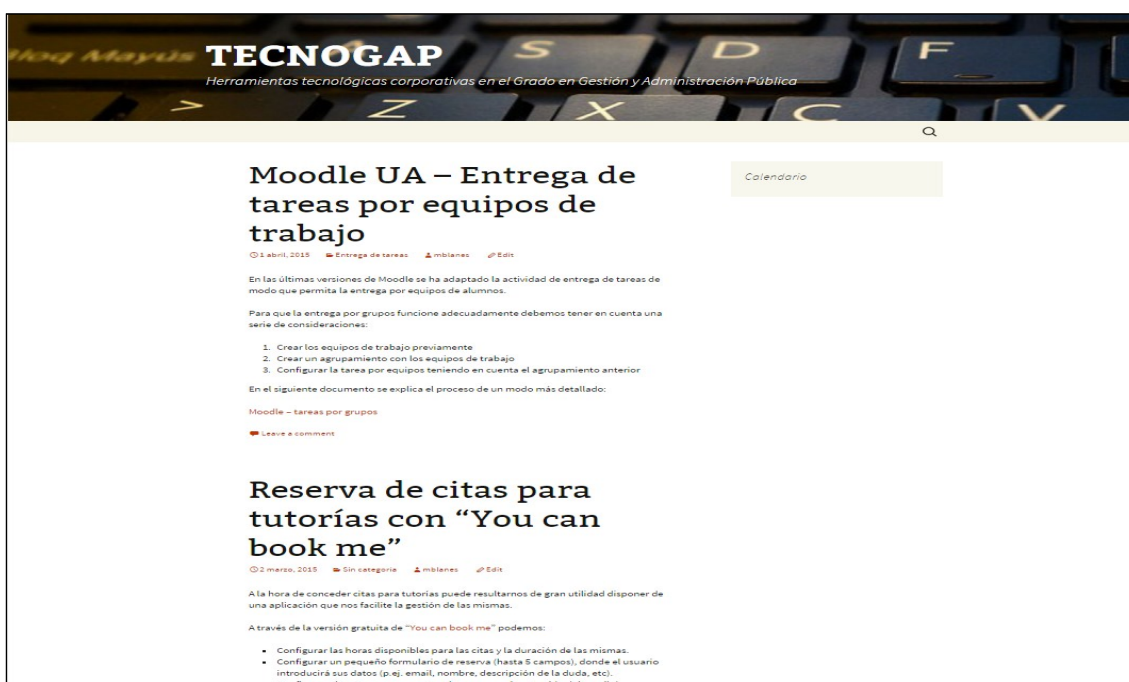 Bloq Mayús
S
D
F
>
Z
X
C
V
TECNOGAP
Herramientas tecnológicas corporativas en el Grado en Gestión y Administración Pública
Moodle UA – Entrega de
tareas por equipos de
trabajo
1 abril, 2015 Entrega de tareas mblanes Edit
En las últimas versiones de Moodle se ha adaptado la actividad de entrega de tareas de
modo que permita la entrega por equipos de alumnos.
Para que la entrega por grupos funcione adecuadamente debemos tener en cuenta una
serie de consideraciones:
1. Crear los equipos de trabajo previamente
2. Crear un agrupamiento con los equipos de trabajo
3. Configurar la tarea por equipos teniendo en cuenta el agrupamiento anterior
En el siguiente documento se explica el proceso de un modo más detallado:
Moodle – tareas por grupos
Leave a comment
Reserva de citas para
tutorías con “You can
book me”
2 marzo, 2015 Sin categoría mblanes Edit
A la hora de conceder citas para tutorías puede resultarnos de gran utilidad disponer de
una aplicación que nos facilite la gestión de las mismas.
A través de la versión gratuita de “You can book me” podemos:
• Configurar las horas disponibles para las citas y la duración de las mismas.
• Configurar un pequeño formulario de reserva (hasta 5 campos), donde el usuario
introducirá sus datos (p.ej. email, nombre, descripción de la duda, etc).
Calendario